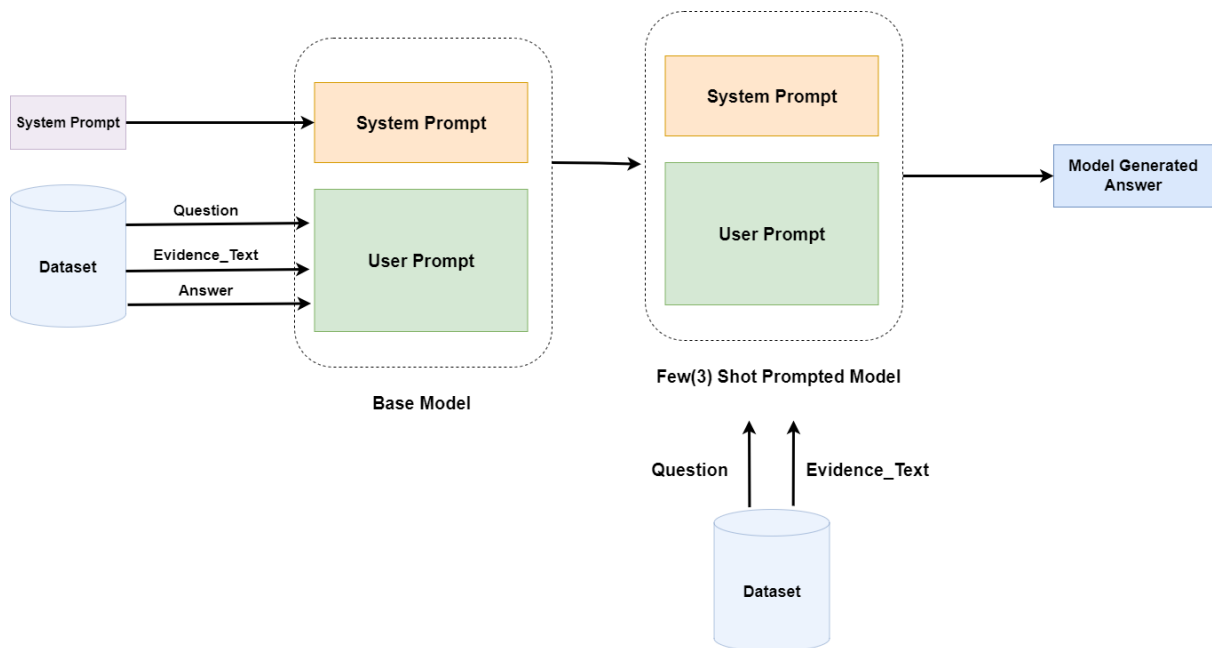 System Prompt
Dataset
Question
Evidence_Text
Answer
System Prompt
User Prompt
Base Model
System Prompt
User Prompt
Few(3) Shot Prompted Model
Question
Evidence_Text
Dataset
Model Generated
Answer